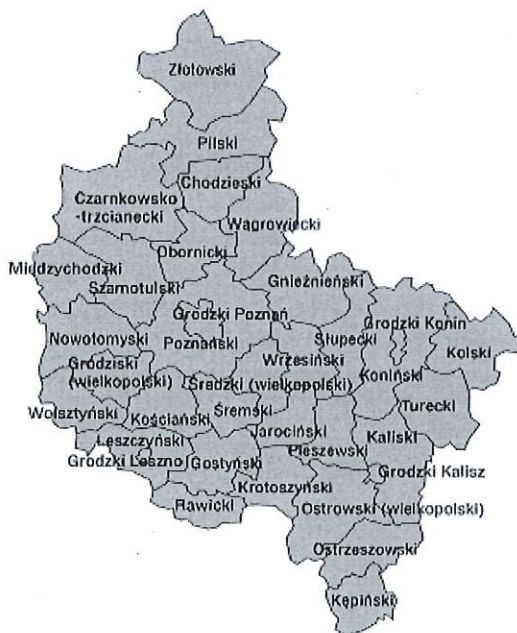 Złotowski
Pilski
Chodzieski
Czarnkowsko
-trzcianecki
Wągrowiecki
Obornicki
Międzychodzki
Szamotulski
Gnieźnieński
Grodzki Poznań
Poznański
Słupecki
Grodzki Konin
Kolski
Nowotomyski
Grodziski
(wielkopolski)
Wrzesiński
Koniński
Średzki (wielkopolski)
Turecki
Wolsztyński
Kościański
Śremski
Jarociński
Kaliski
Leszczyński
Pleszewski
Grodzki Leszno
Gostyński
Grodzki Kalisz
Krotoszyński
Rawicki
Ostrowski (wielkopolski)
Ostrzeszowski
Kępiński